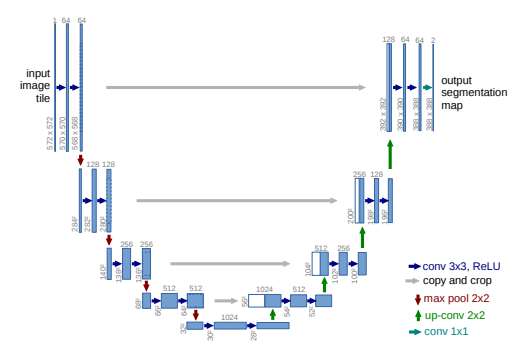 1 64 64
128 64 64 2
input
image
tile
output
segmentation
map
572 x 572
570 x 570
568 x 568
392 x 392
390 x 390
388 x 388
388 x 388
128 128
256 128
284²
282²
280²
200²
198²
196²
256 256
512 256
140²
138²
136²
104²
102²
100²
512 512
1024 512
68²
66²
64²
56²
54²
52²
1024
32²
30²
28²
conv 3x3, ReLU
copy and crop
max pool 2x2
up-conv 2x2
conv 1x1